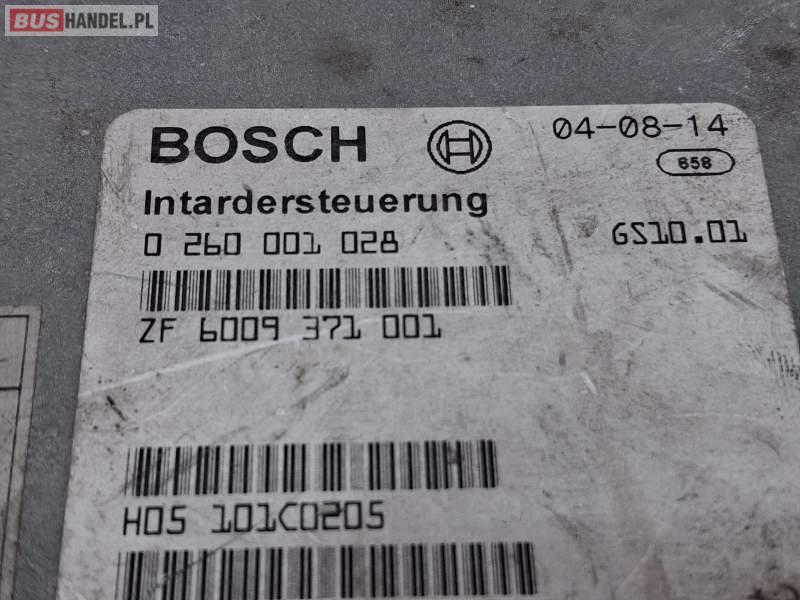 BUSHANDEL.PL
BOSCH
04-08-14
658
Intardersteuerung
0 260 001 028
GS10.01
ZF 6009 371 001
H05 101C0205